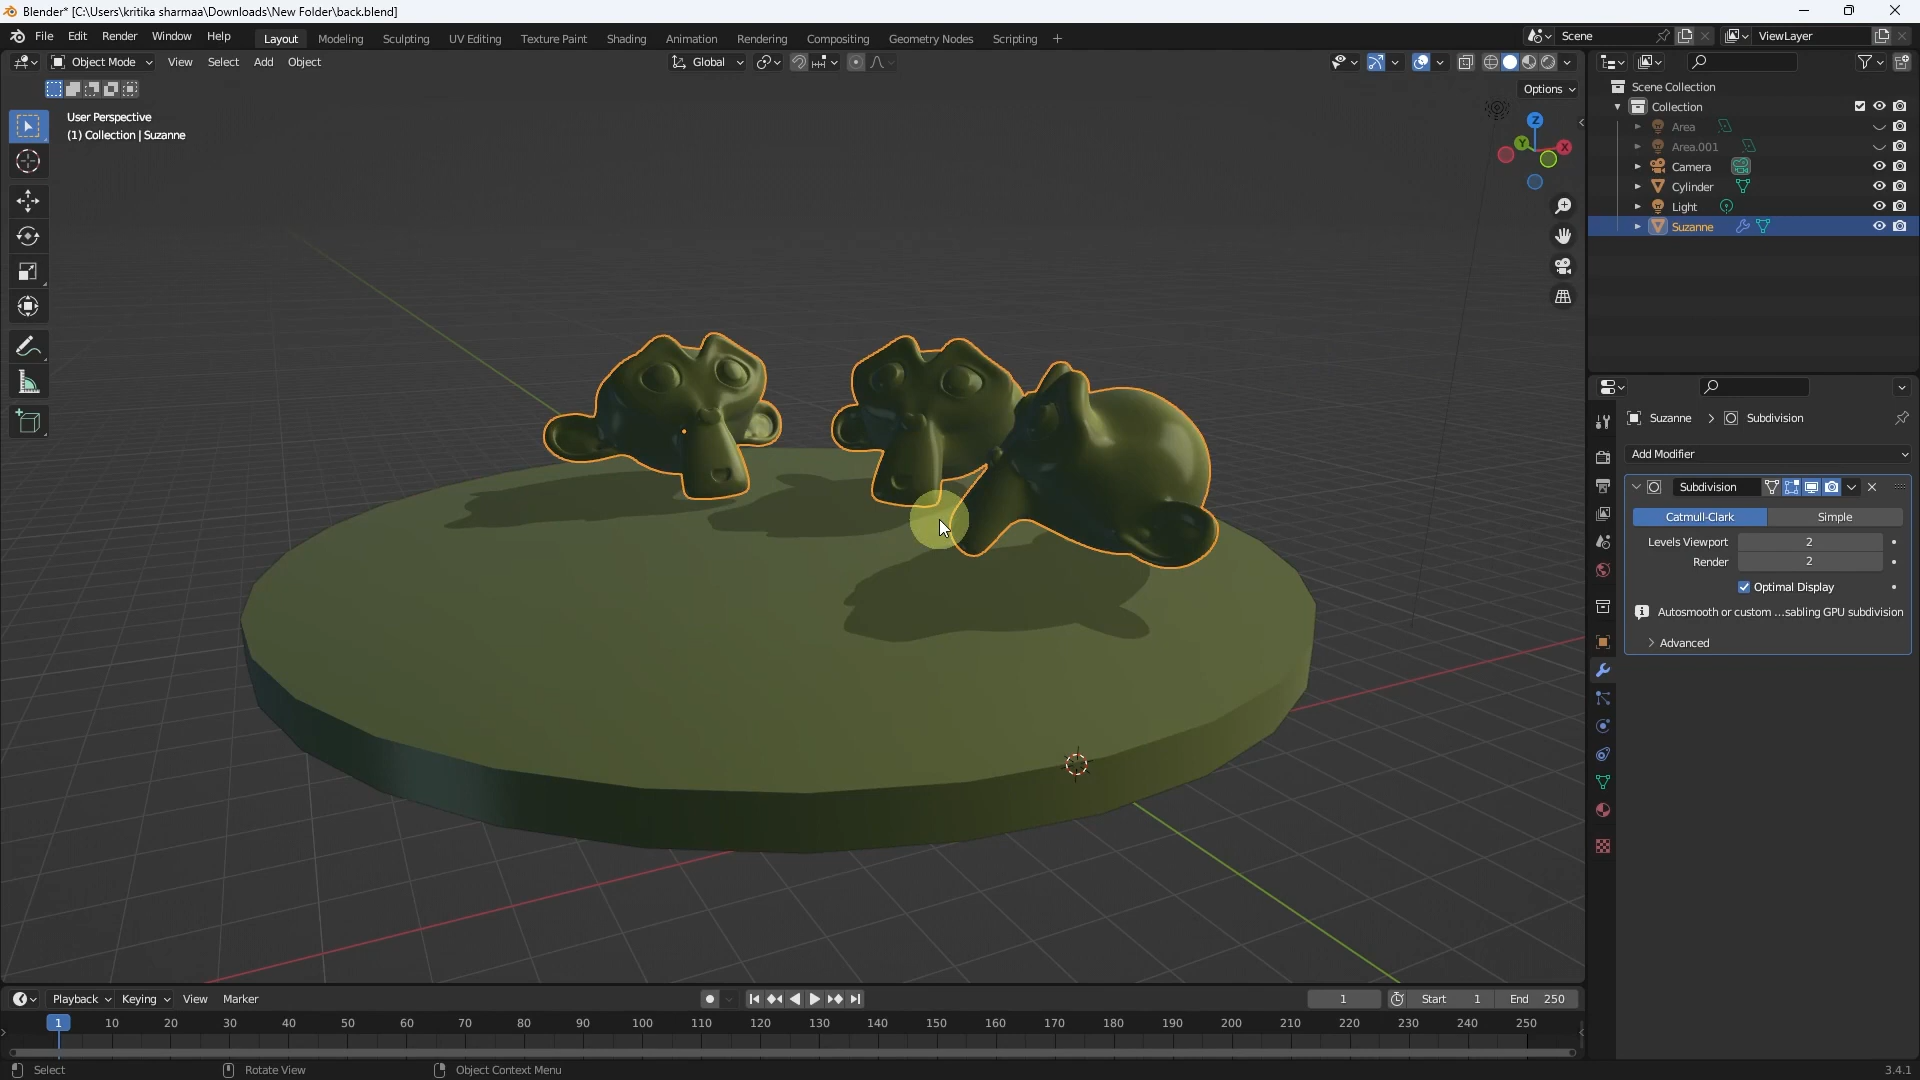 Blender* [C:\Users\kritika sharmaa\Downloads\New Folder\back.blend]
File Edit Render Window Help Layout Modeling Sculpting UV Editing Texture Paint Shading Animation Rendering Compositing Geometry Nodes Scripting + Scene ViewLayer
Object Mode View Select Add Object Global
Options
User Perspective
(1) Collection | Suzanne
Z
Y
X
Scene Collection
Collection
Area
Area.001
Camera
Cylinder
Light
Suzanne
Suzanne > Subdivision
Add Modifier
Subdivision
Catmull-Clark Simple
Levels Viewport 2
Render 2
Optimal Display
Autosmooth or custom ...sabling GPU subdivision
Advanced
Playback Keying View Marker 1 Start 1 End 250
1 10 20 30 40 50 60 70 80 90 100 110 120 130 140 150 160 170 180 190 200 210 220 230 240 250
Select Rotate View Object Context Menu 3.4.1